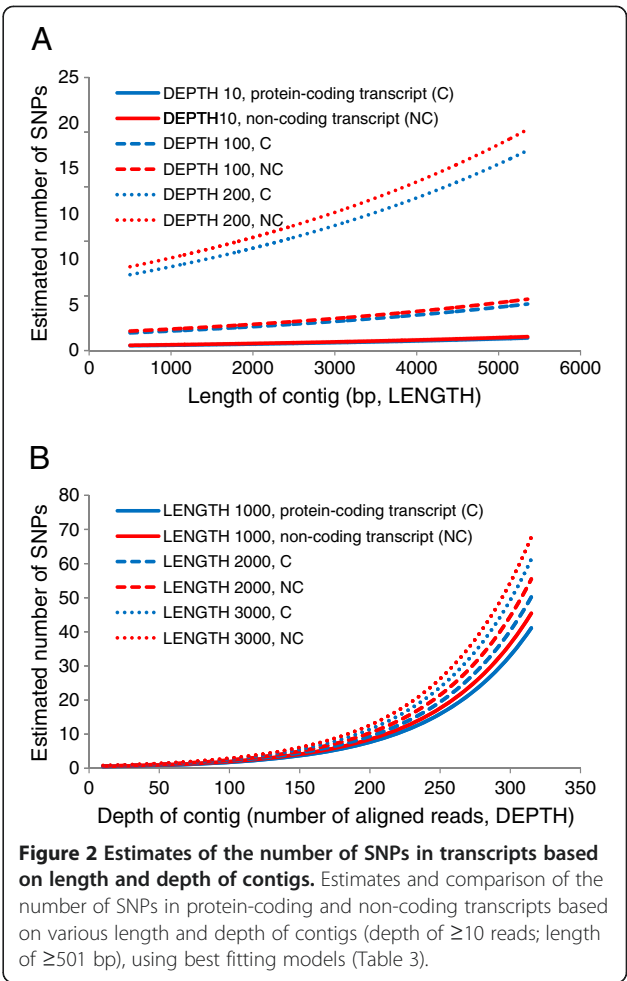 A
Estimated number of SNPs
25
20
15
10
10
5
0
DEPTH 10, protein-coding transcript (C)
DEPTH10, non-coding transcript (NC)
DEPTH 100, C
DEPTH 100, NC
DEPTH 200, C
DEPTH 200, NC
0 1000 2000 3000 4000 5000 6000
Length of contig (bp, LENGTH)
B
Estimated number of SNPs
80
70
60
50
40
30
20
10
0
LENGTH 1000, protein-coding transcript (C)
LENGTH 1000, non-coding transcript (NC)
LENGTH 2000, C
LENGTH 2000, NC
LENGTH 3000, C
LENGTH 3000, NC
0 50 100 150 200 250 300 350
Depth of contig (number of aligned reads, DEPTH)
Figure 2 Estimates of the number of SNPs in transcripts based
on length and depth of contigs. Estimates and comparison of the
number of SNPs in protein-coding and non-coding transcripts based
on various length and depth of contigs (depth of ≥10 reads; length
of ≥501 bp), using best fitting models (Table 3).